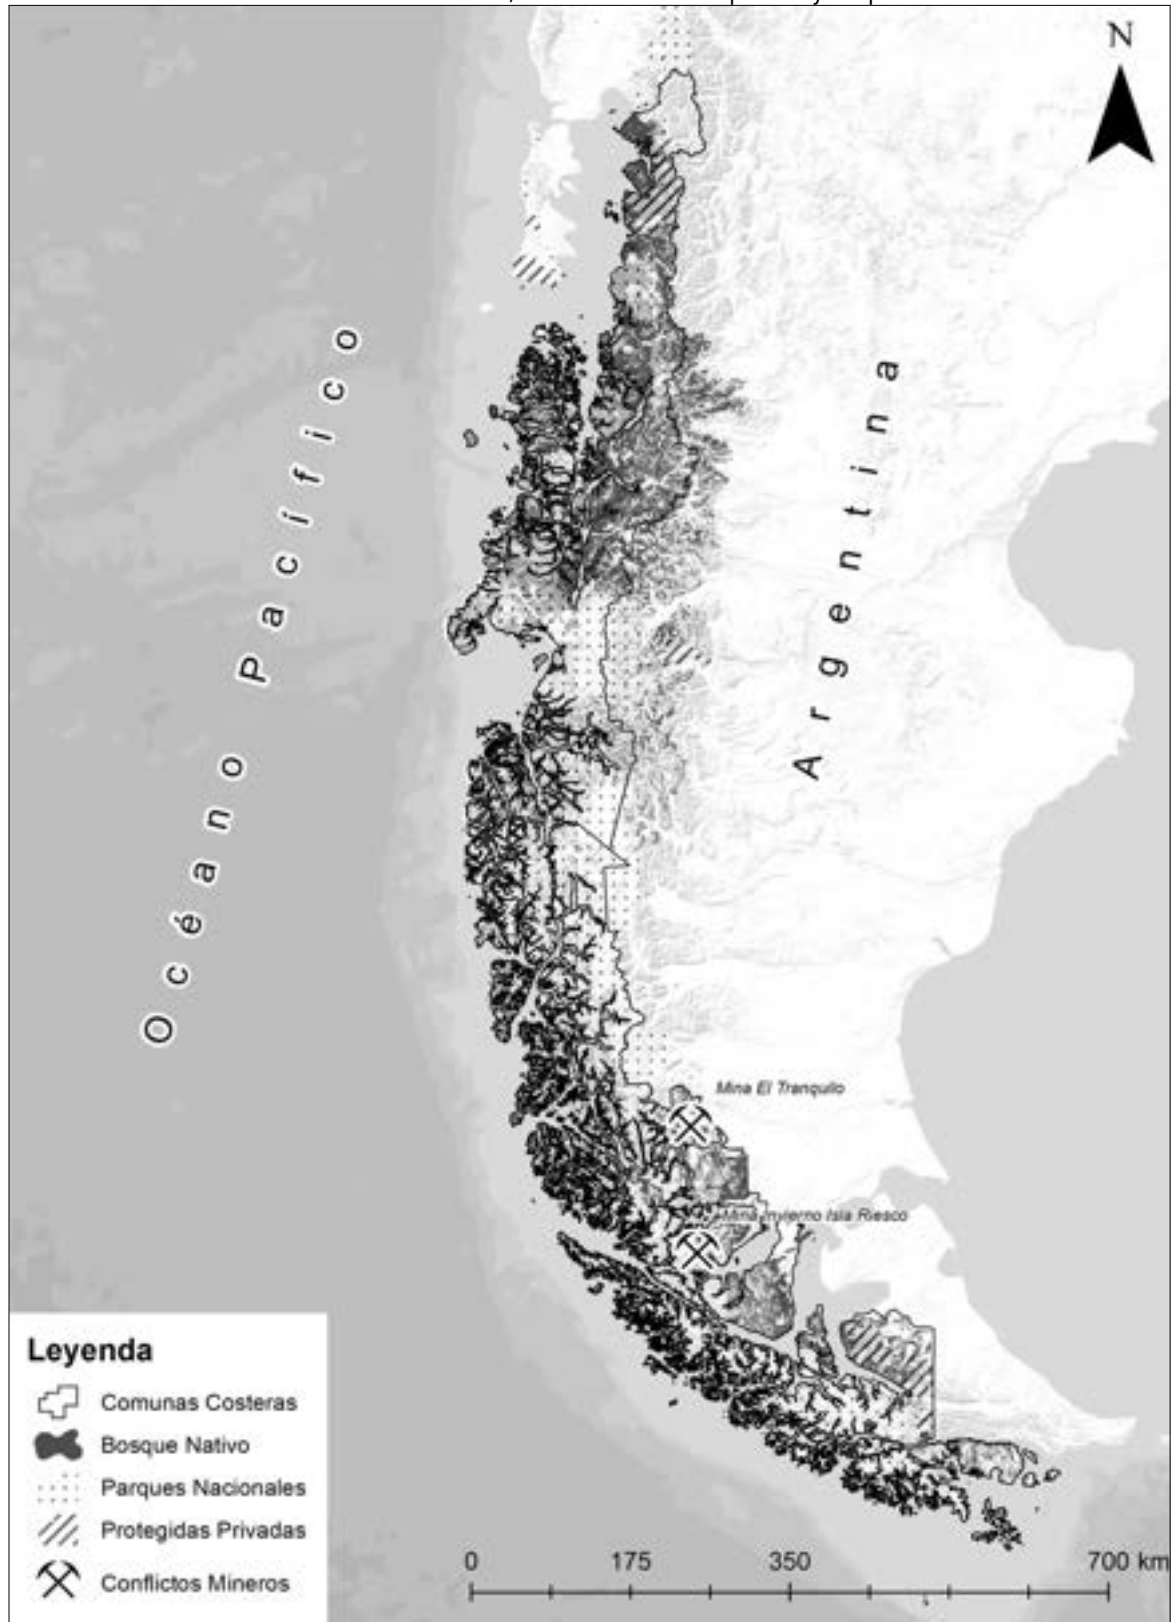 N
Océano Pacífico
Argentina
Mina El Tranquilo
Mina Invierno Isla Riesco
Leyenda
Comunas Costeras
Bosque Nativo
Parques Nacionales
Protegidas Privadas
Conflictos Mineros
0 175 350 700 km